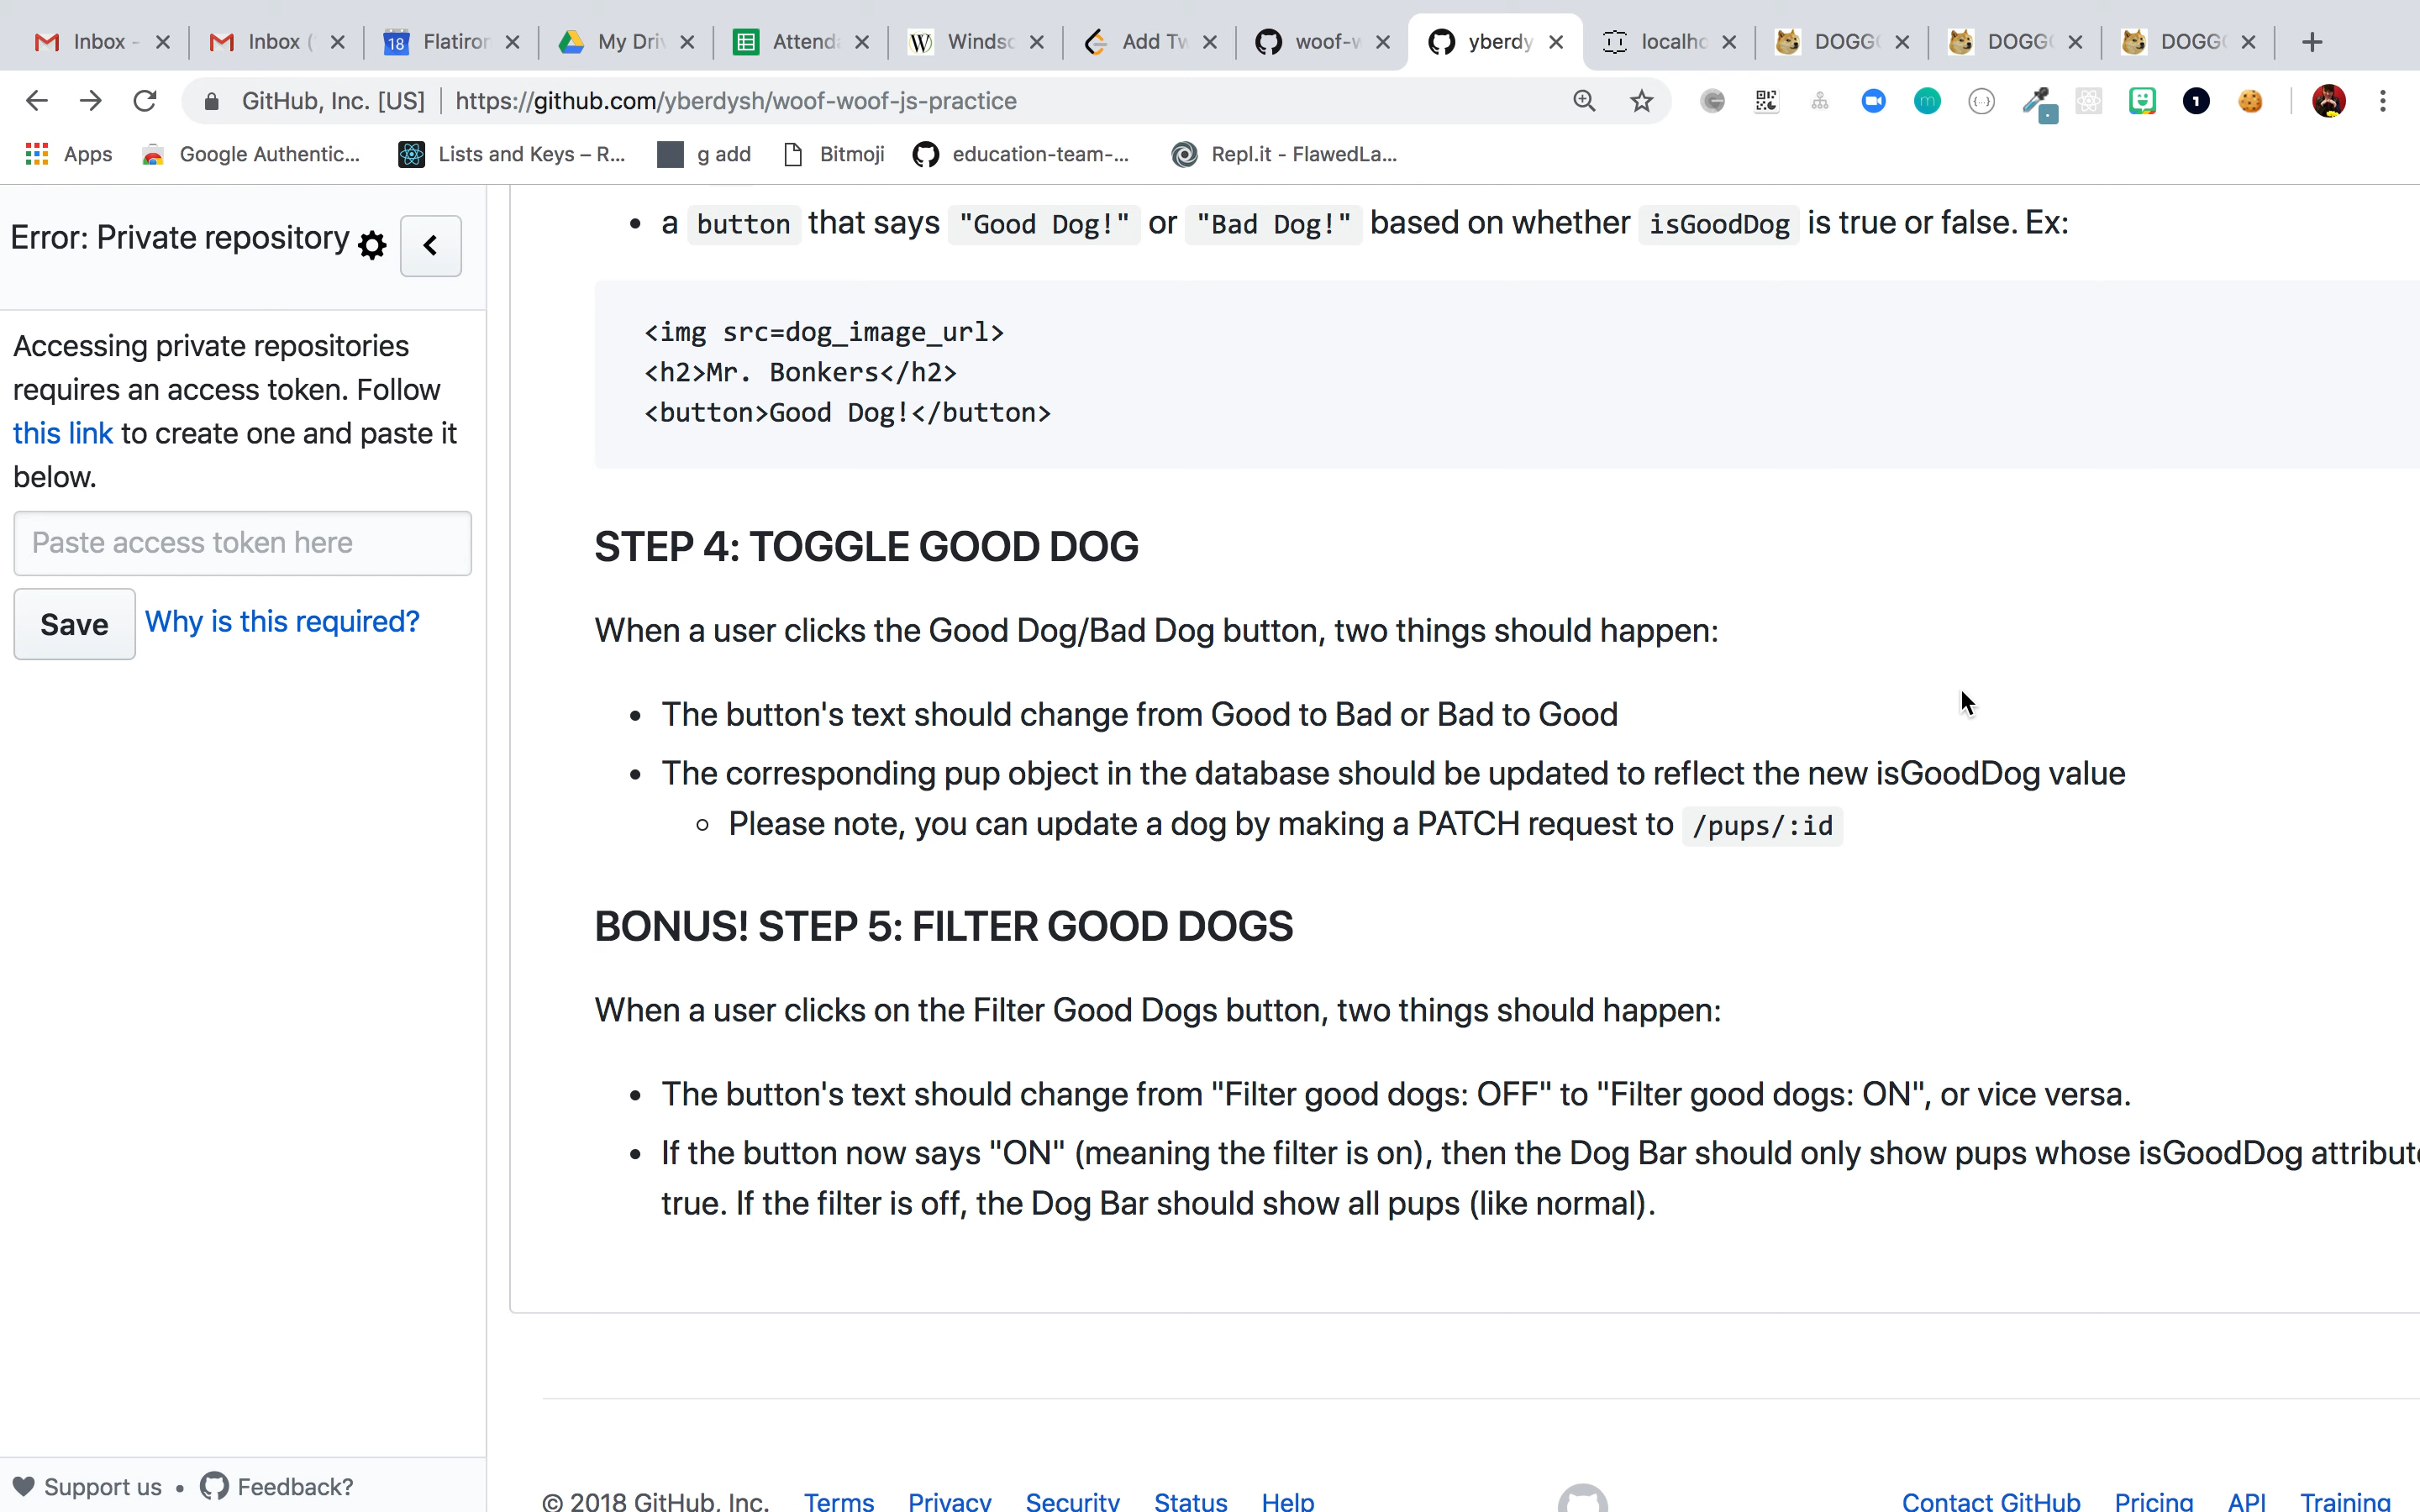 Inbox -
Inbox (
Flatiron
My Dri
Attend
Windsc
Add Tw
woof-w
yberdy
localho
DOGG
DOGG
DOGG
GitHub, Inc. [US]
https://github.com/yberdysh/woof-woof-js-practice
Apps
Google Authentic...
Lists and Keys – R...
g add
Bitmoji
education-team-...
Repl.it - FlawedLa...
Error: Private repository
Accessing private repositories
requires an access token. Follow
this link to create one and paste it
below.
Paste access token here
Save
Why is this required?
Support us • Feedback?
• a button that says "Good Dog!" or "Bad Dog!" based on whether isGoodDog is true or false. Ex:
<img src=dog_image_url>
<h2>Mr. Bonkers</h2>
<button>Good Dog!</button>
STEP 4: TOGGLE GOOD DOG
When a user clicks the Good Dog/Bad Dog button, two things should happen:
• The button's text should change from Good to Bad or Bad to Good
• The corresponding pup object in the database should be updated to reflect the new isGoodDog value
Please note, you can update a dog by making a PATCH request to /pups/:id
BONUS! STEP 5: FILTER GOOD DOGS
When a user clicks on the Filter Good Dogs button, two things should happen:
• The button's text should change from "Filter good dogs: OFF" to "Filter good dogs: ON", or vice versa.
• If the button now says "ON" (meaning the filter is on), then the Dog Bar should only show pups whose isGoodDog attribut
true. If the filter is off, the Dog Bar should show all pups (like normal).
© 2018 GitHub, Inc.
Terms
Privacy
Security
Status
Help
Contact GitHub
Pricing
API
Training